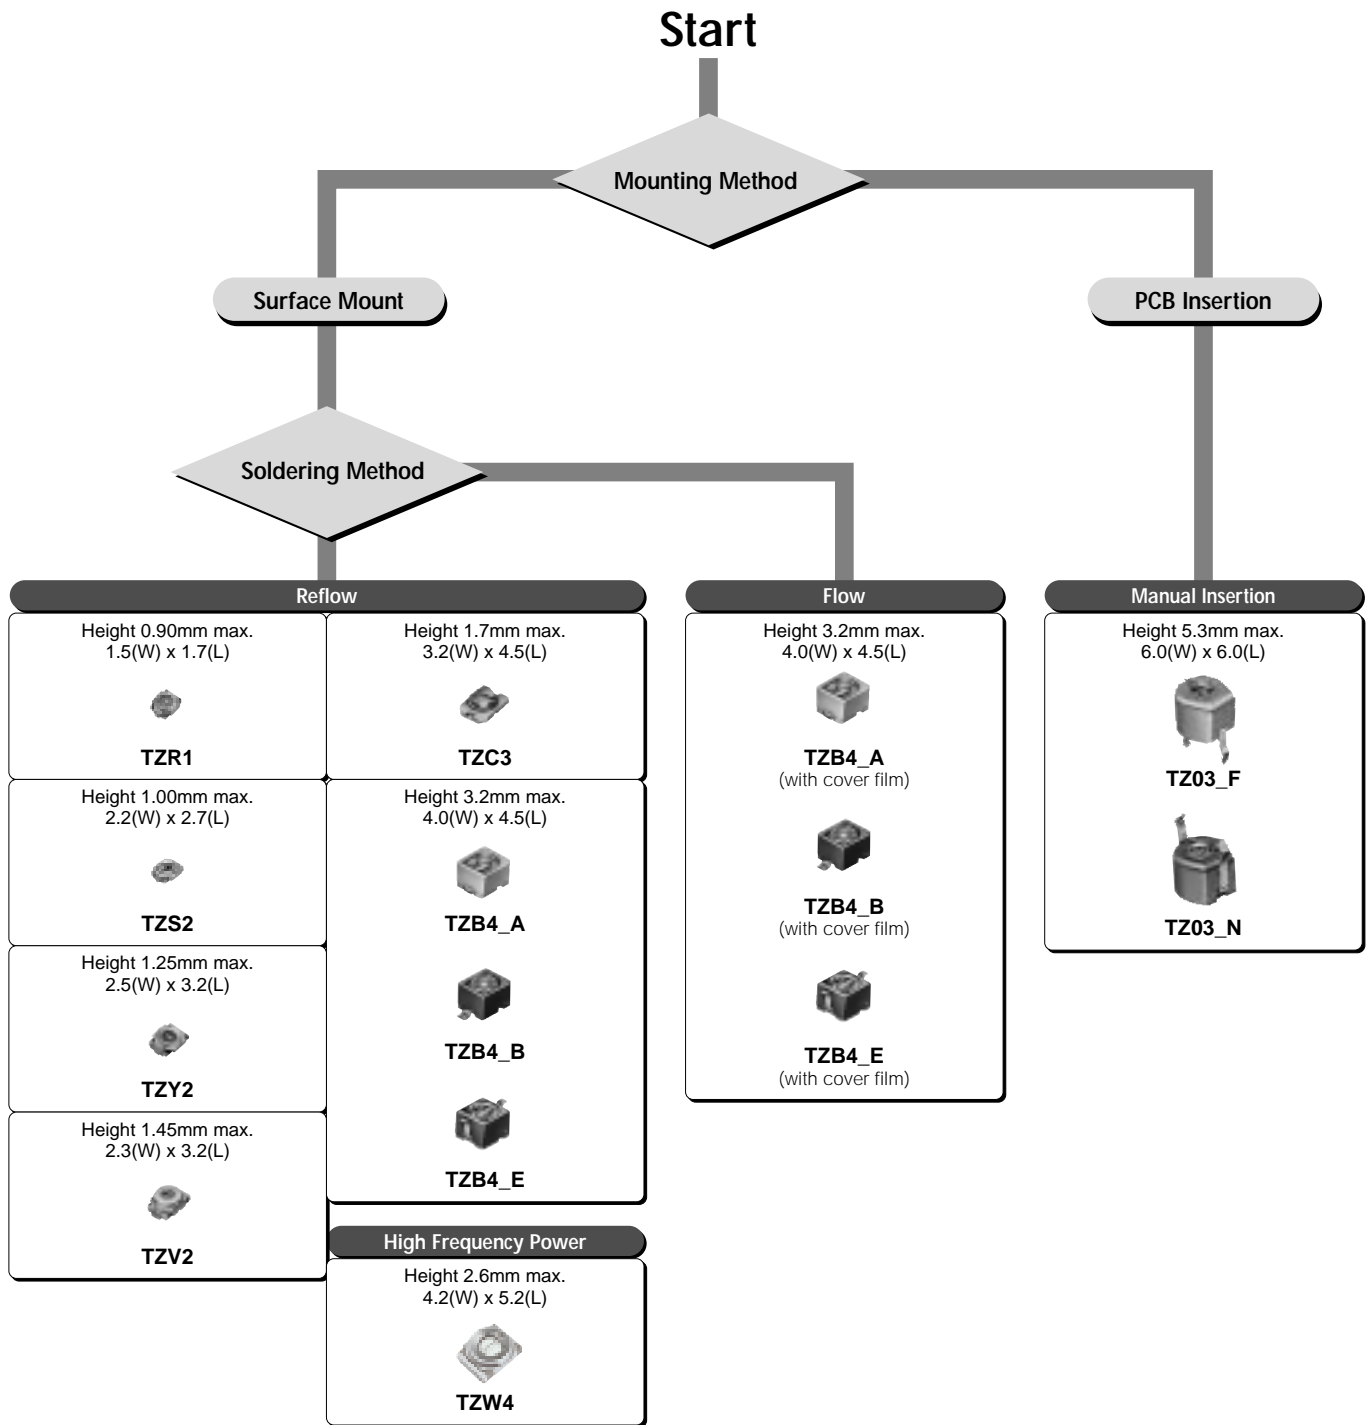 Start
Mounting Method
Surface Mount
PCB Insertion
Soldering Method
Reflow
Height 0.90mm max.
1.5(W) x 1.7(L)
TZR1
Height 1.00mm max.
2.2(W) x 2.7(L)
TZS2
Height 1.25mm max.
2.5(W) x 3.2(L)
TZY2
Height 1.45mm max.
2.3(W) x 3.2(L)
TZV2
Height 1.7mm max.
3.2(W) x 4.5(L)
TZC3
Height 3.2mm max.
4.0(W) x 4.5(L)
TZB4_A
TZB4_B
TZB4_E
High Frequency Power
Height 2.6mm max.
4.2(W) x 5.2(L)
TZW4
Flow
Height 3.2mm max.
4.0(W) x 4.5(L)
TZB4_A
(with cover film)
TZB4_B
(with cover film)
TZB4_E
(with cover film)
Manual Insertion
Height 5.3mm max.
6.0(W) x 6.0(L)
TZ03_F
TZ03_N